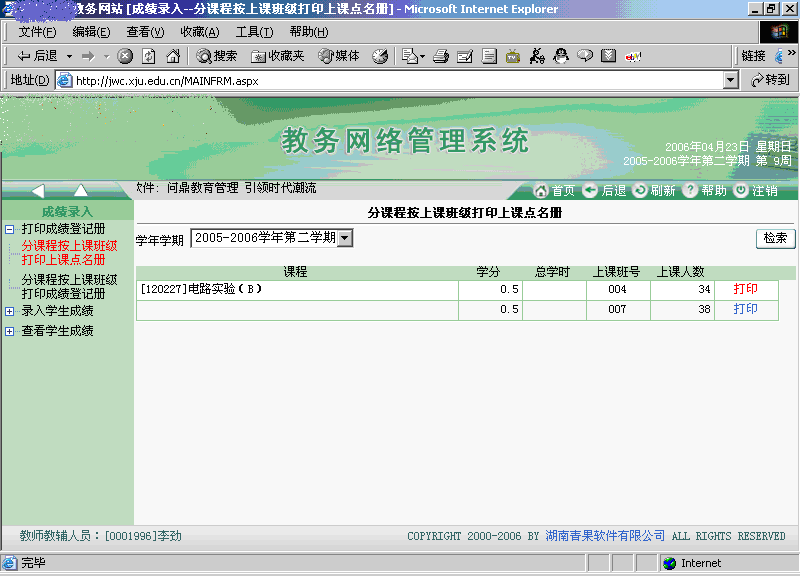 教务网站 [成绩录入--分课程按上课班级打印上课点名册] - Microsoft Internet Explorer
文件(F) 编辑(E) 查看(V) 收藏(A) 工具(T) 帮助(H)
后退 搜索 收藏夹 媒体 链接 »
地址(D) http://jwc.xju.edu.cn/MAINFRM.aspx 转到
教务网络管理系统
2006年04月23日 星期日
2005-2006学年第二学期 第 9周
软件: 问鼎教育管理 引领时代潮流
首页 后退 刷新 帮助 注销
成绩录入
打印成绩登记册
分课程按上课班级
打印上课点名册
分课程按上课班级
打印成绩登记册
录入学生成绩
查看学生成绩
分课程按上课班级打印上课点名册
学年学期 2005-2006学年第二学期 检索
课程 学分 总学时 上课班号 上课人数
[120227]电路实验(B) 0.5 004 34 打印
0.5 007 38 打印
教师教辅人员:[0001996]李劲
COPYRIGHT 2000-2006 BY 湖南青果软件有限公司 ALL RIGHTS RESERVED
完毕 Internet